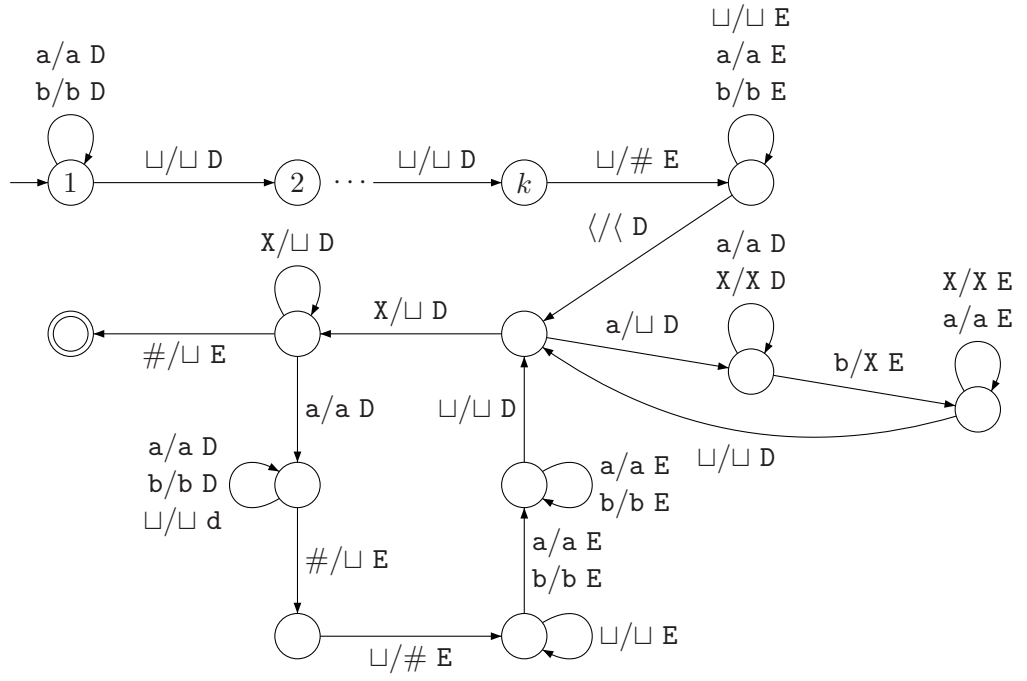 ⊔/⊔ E
a/a D
a/a E
b/b D
b/b E
1
⊔/⊔ D
2
···
⊔/⊔ D
k
⊔/# E
⟨/⟨ D
X/⊔ D
a/a D
X/X D
X/X E
a/a E
#/⊔ E
X/⊔ D
a/⊔ D
b/X E
a/a D
⊔/⊔ D
⊔/⊔ D
a/a D
b/b D
⊔/⊔ d
a/a E
b/b E
#/⊔ E
a/a E
b/b E
⊔/# E
⊔/⊔ E